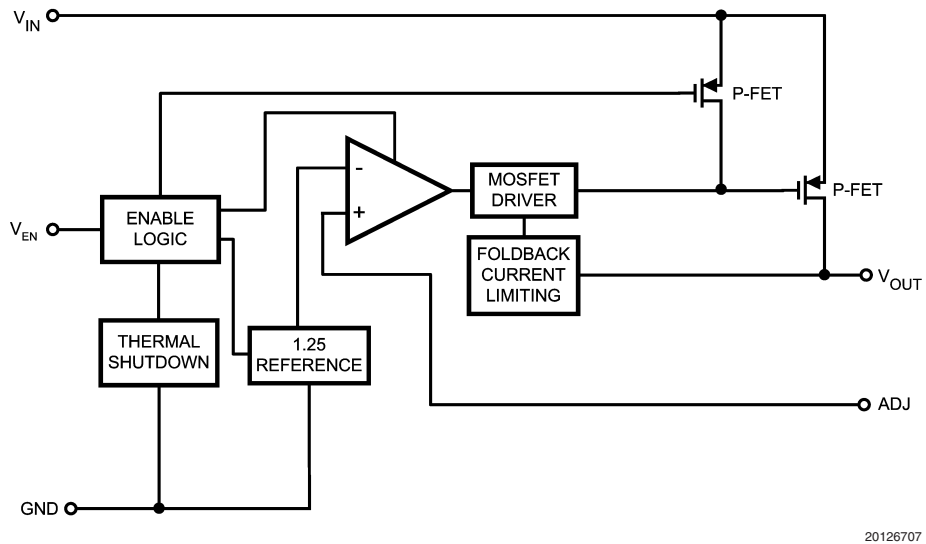 VIN
P-FET
MOSFET
DRIVER
P-FET
-
+
ENABLE
LOGIC
VEN
FOLDBACK
CURRENT
LIMITING
VOUT
THERMAL
SHUTDOWN
1.25
REFERENCE
ADJ
GND
20126707